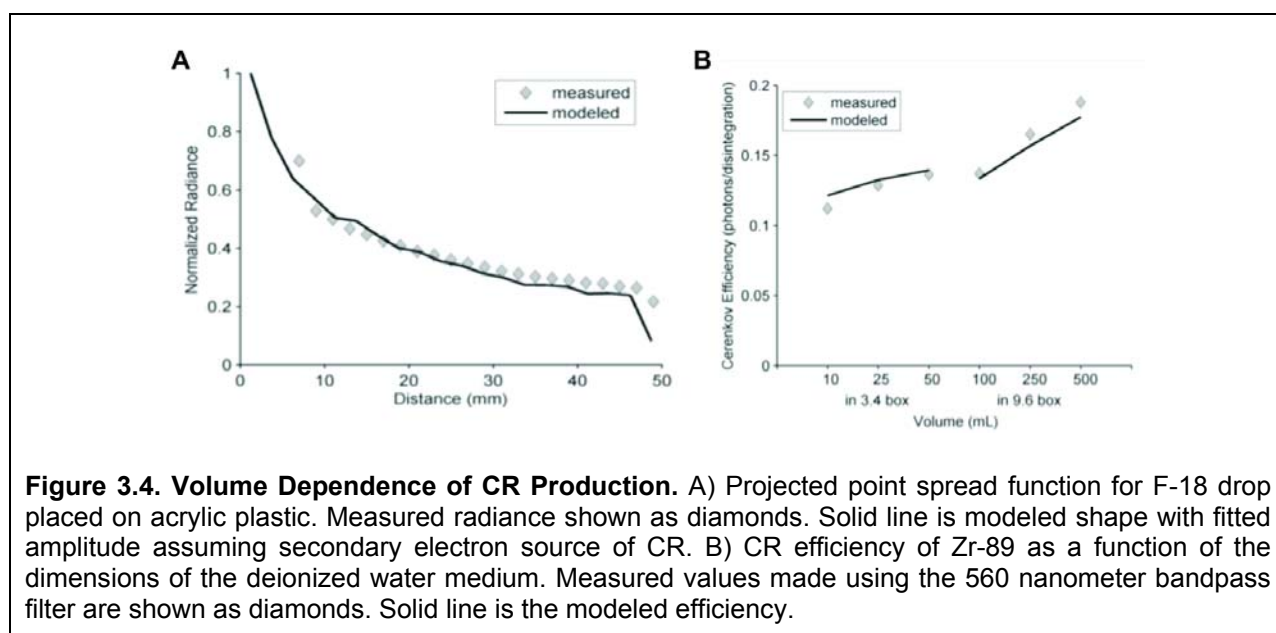 A
B
1
0.8
0.6
0.4
0.2
0
Normalized Radiance
measured
modeled
0 10 20 30 40 50
Distance (mm)
0.2
0.15
0.1
0.05
0
Cerenkov Efficiency (photons/disintegration)
measured
modeled
10 25 50 100 250 500
in 3.4 box in 9.6 box
Volume (mL)
Figure 3.4. Volume Dependence of CR Production. A) Projected point spread function for F-18 drop
placed on acrylic plastic. Measured radiance shown as diamonds. Solid line is modeled shape with fitted
amplitude assuming secondary electron source of CR. B) CR efficiency of Zr-89 as a function of the
dimensions of the deionized water medium. Measured values made using the 560 nanometer bandpass
filter are shown as diamonds. Solid line is the modeled efficiency.